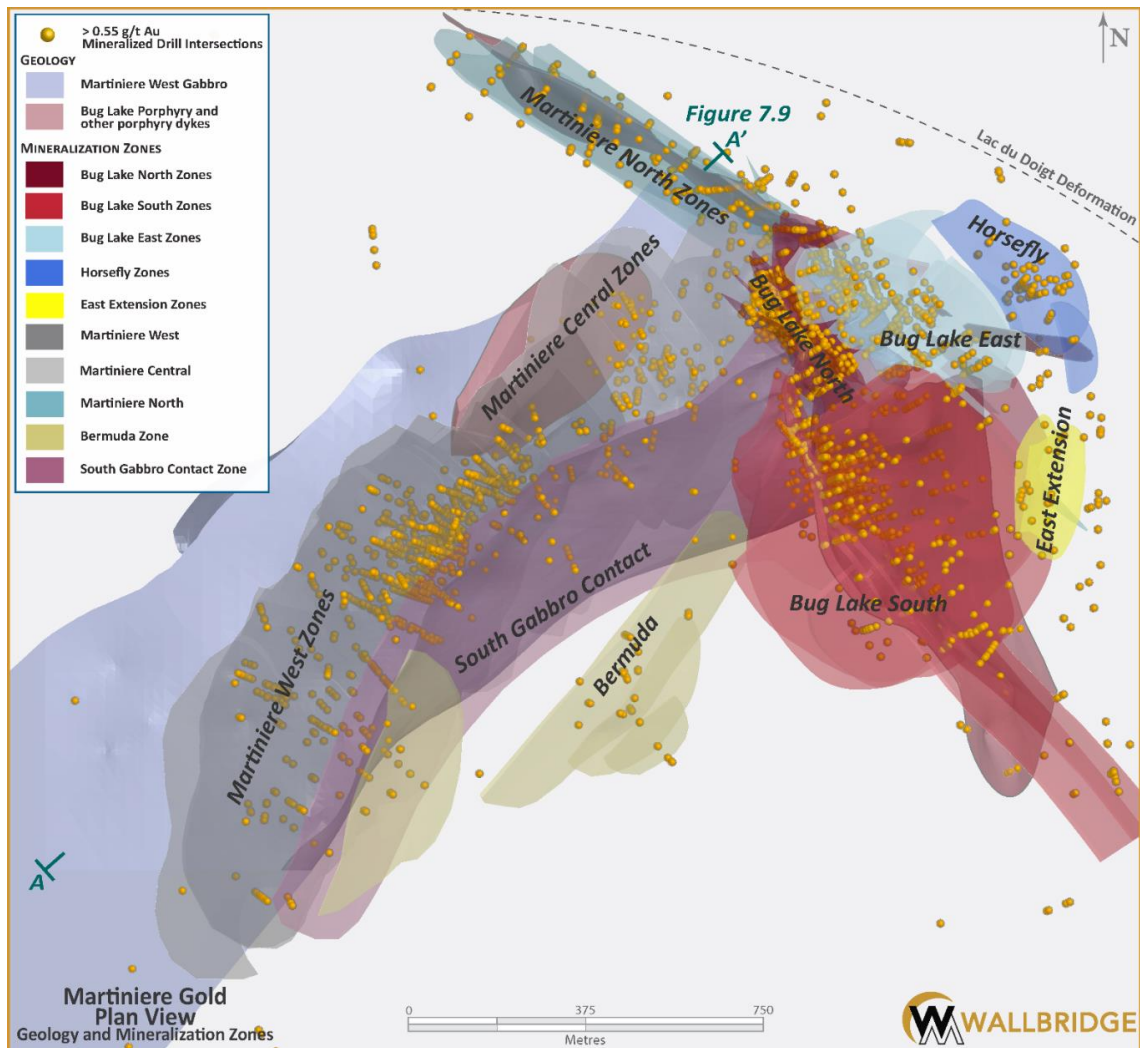 > 0.55 g/t Au
Mineralized Drill Intersections
GEOLOGY
Martiniere West Gabbro
Bug Lake Porphyry and
other porphyry dykes
MINERALIZATION ZONES
Bug Lake North Zones
Bug Lake South Zones
Bug Lake East Zones
Horsefly Zones
East Extension Zones
Martiniere West
Martiniere Central
Martiniere North
Bermuda Zone
South Gabbro Contact Zone
N
Martiniere North Zones
Figure 7.9
A'
Lac du Doigt Deformation
Horsefly
Martiniere Cenral Zones
Bug Lake North
Bug Lake East
East Extension
South Gabbro Contact
Bug Lake South
Bermuda
Martiniere West Zones
A
Martiniere Gold
Plan View
Geology and Mineralization Zones
0 375 750
Metres
WALLBRIDGE